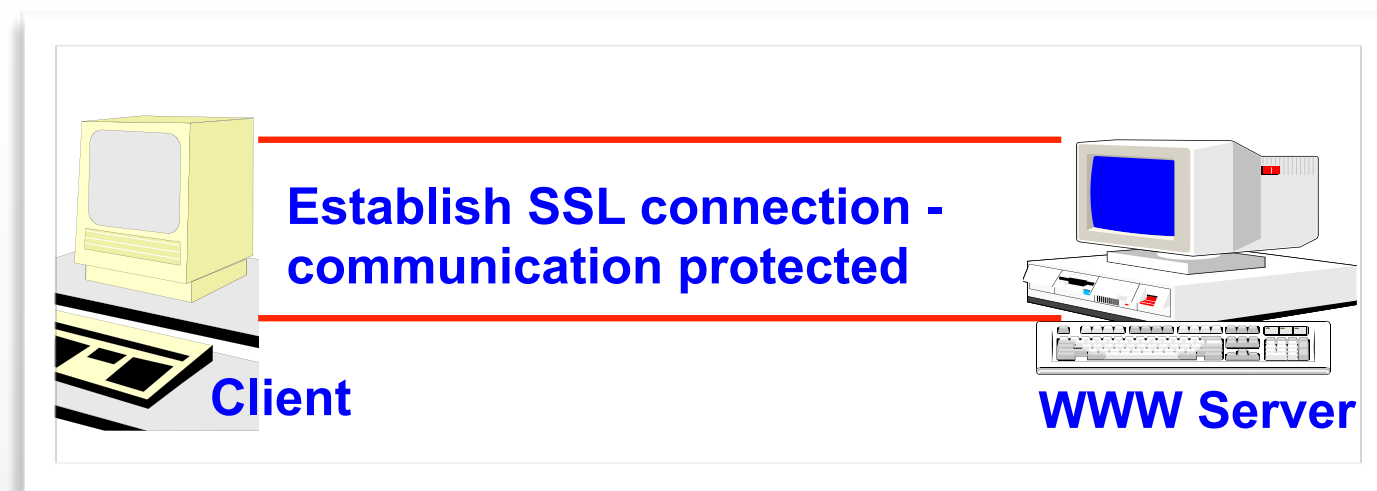 Establish SSL connection -
communication protected
Client
WWW Server